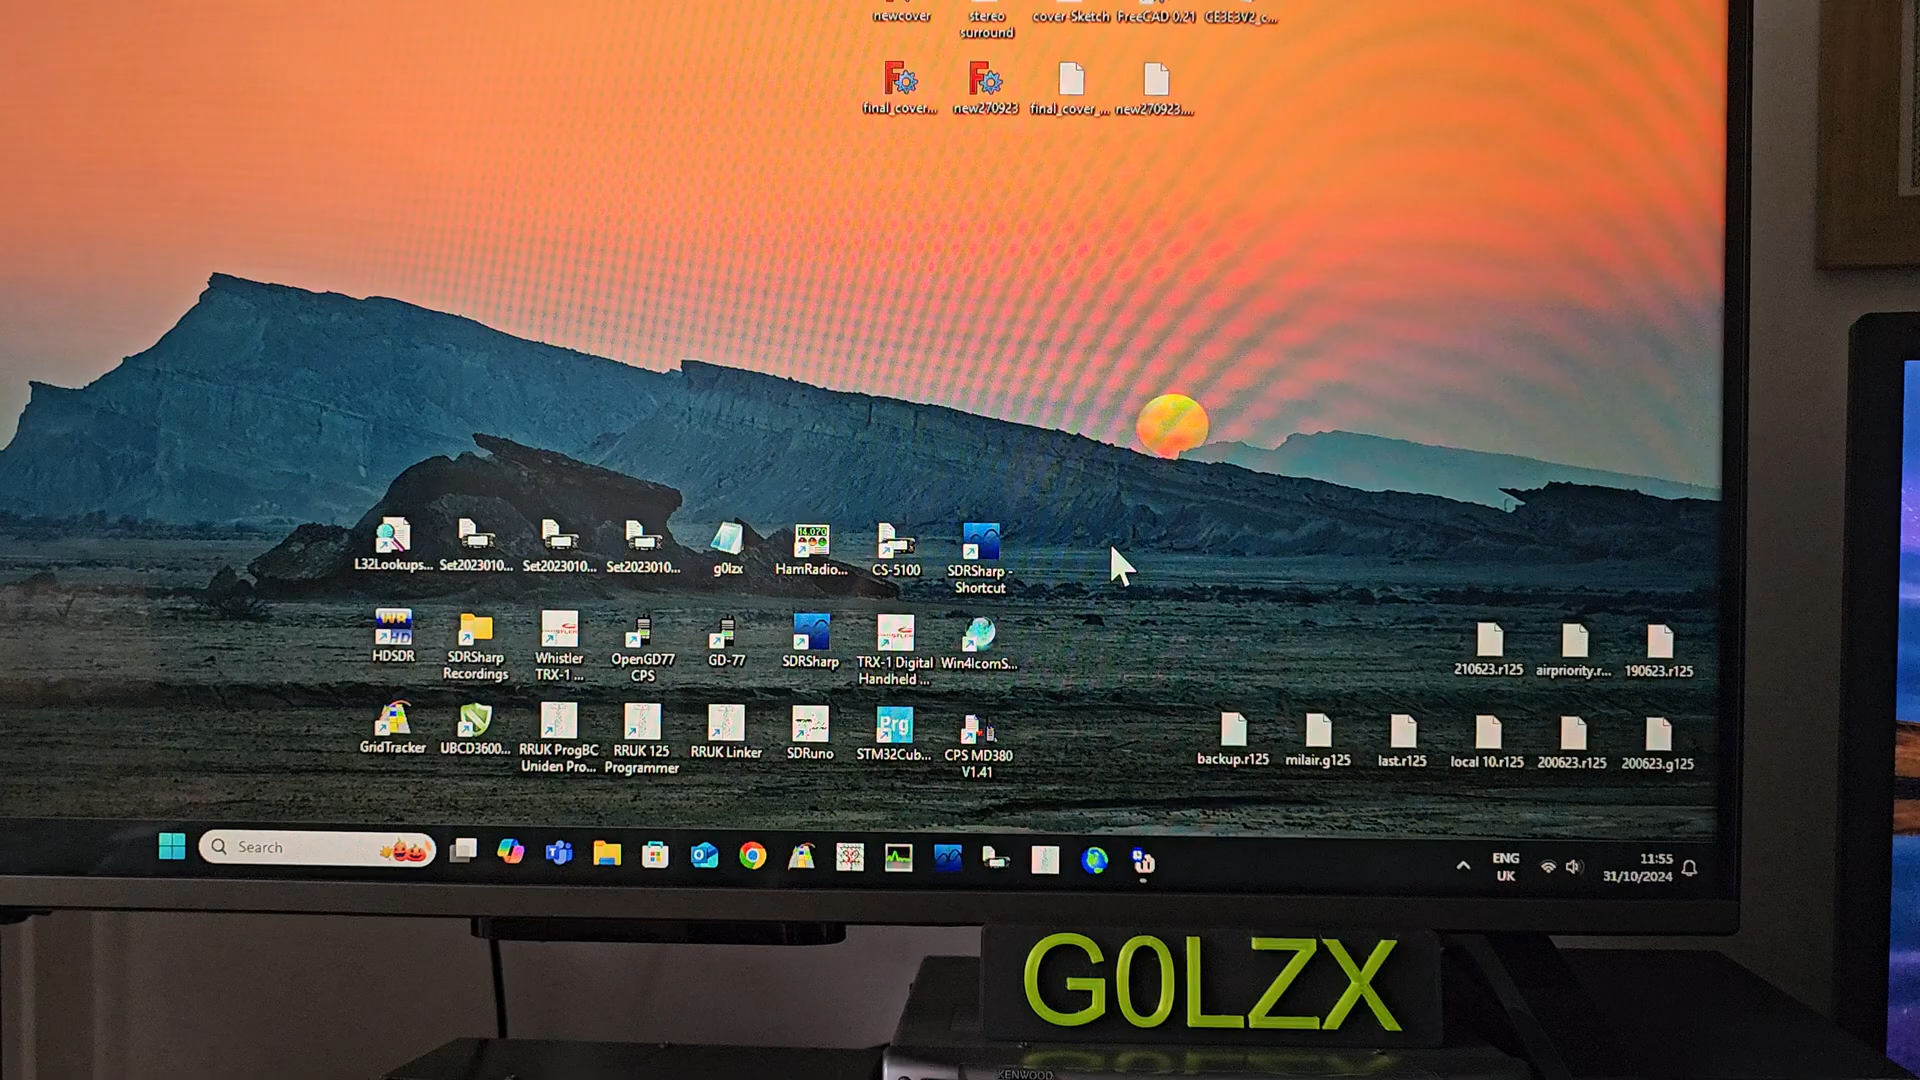 newcover
stereo
surround
cover Sketch
FreeCAD 0.21
CE3E3V2_c...
final_cover...
new270923
final_cover_...
new270923....
L32Lookups...
Set2023010...
Set2023010...
Set2023010...
g0lzx
14.070
HamRadio...
CS-5100
SDRSharp -
Shortcut
HDSDR
SDRSharp
Recordings
Whistler
TRX-1 ...
OpenGD77
CPS
GD-77
SDRSharp
TRX-1 Digital
Handheld ...
Win4IcomS...
210623.r125
airpriority.r...
190623.r125
GridTracker
UBCD3600...
RRUK ProgBC
Uniden Pro...
RRUK 125
Programmer
RRUK Linker
SDRuno
Prg
STM32Cub...
CPS MD380
V1.41
backup.r125
milair.g125
last.r125
local 10.r125
200623.r125
200623.g125
Search
ENG
UK
11:55
31/10/2024
G0LZX
KENWOOD